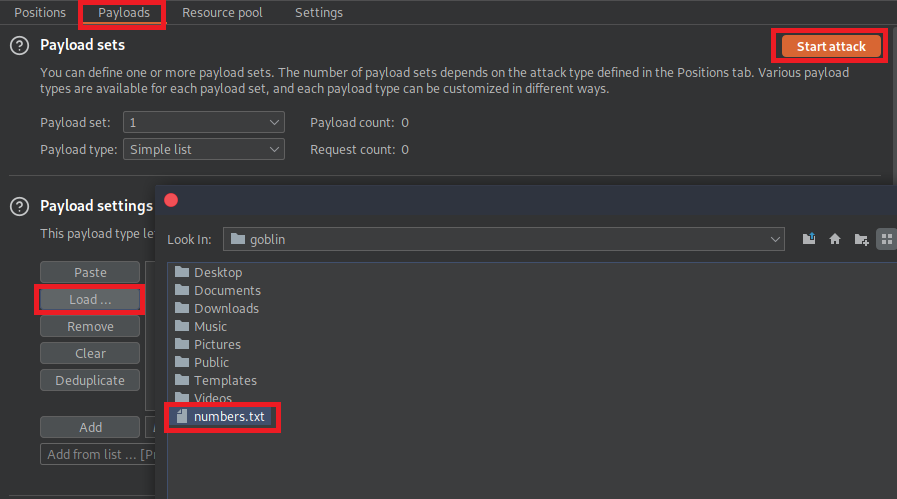 Positions Payloads Resource pool Settings
Payload sets
Start attack
You can define one or more payload sets. The number of payload sets depends on the attack type defined in the Positions tab. Various payload
types are available for each payload set, and each payload type can be customized in different ways.
Payload set: 1 Payload count: 0
Payload type: Simple list Request count: 0
Payload settings
This payload type le
Look In: goblin
Paste
Load ...
Remove
Clear
Deduplicate
Add
Add from list ... [P
Desktop
Documents
Downloads
Music
Pictures
Public
Templates
Videos
numbers.txt